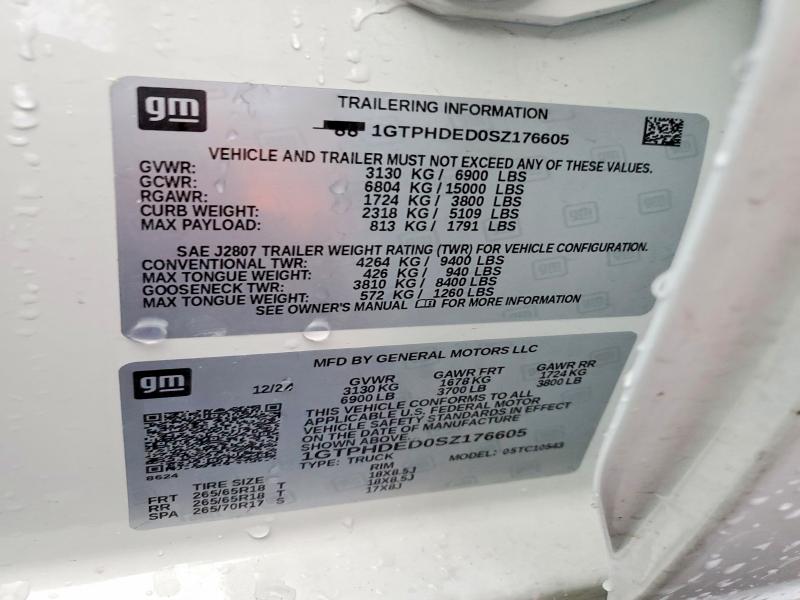 gm
TRAILERING INFORMATION
1GTPHDED0SZ176605
VEHICLE AND TRAILER MUST NOT EXCEED ANY OF THESE VALUES.
GVWR: 3130 KG / 6900 LBS
GCWR: 6804 KG / 15000 LBS
RGAWR: 1724 KG / 3800 LBS
CURB WEIGHT: 2318 KG / 5109 LBS
MAX PAYLOAD: 813 KG / 1791 LBS
SAE J2807 TRAILER WEIGHT RATING (TWR) FOR VEHICLE CONFIGURATION.
CONVENTIONAL TWR: 4264 KG / 9400 LBS
MAX TONGUE WEIGHT: 426 KG / 940 LBS
GOOSENECK TWR: 3810 KG / 8400 LBS
MAX TONGUE WEIGHT: 572 KG / 1260 LBS
SEE OWNER'S MANUAL FOR MORE INFORMATION
gm
MFD BY GENERAL MOTORS LLC
12/24 GVWR GAWR FRT GAWR RR
3130 KG 1678 KG 1724 KG
6900 LB 3700 LB 3800 LB
THIS VEHICLE CONFORMS TO ALL
APPLICABLE U.S. FEDERAL MOTOR
VEHICLE SAFETY STANDARDS IN EFFECT
ON THE DATE OF MANUFACTURE
SHOWN ABOVE.
1GTPHDED0SZ176605
TYPE: TRUCK MODEL: 05TC10543
8624
TIRE SIZE RIM
FRT 265/65R18 T 18X8.5J
RR 265/65R18 T 18X8.5J
SPA 265/70R17 S 17X8J